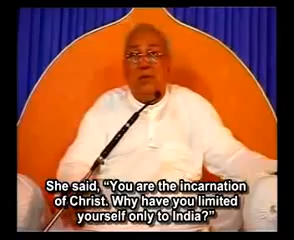 She said, "You are the incarnation
of Christ. Why have you limited
yourself only to India?"